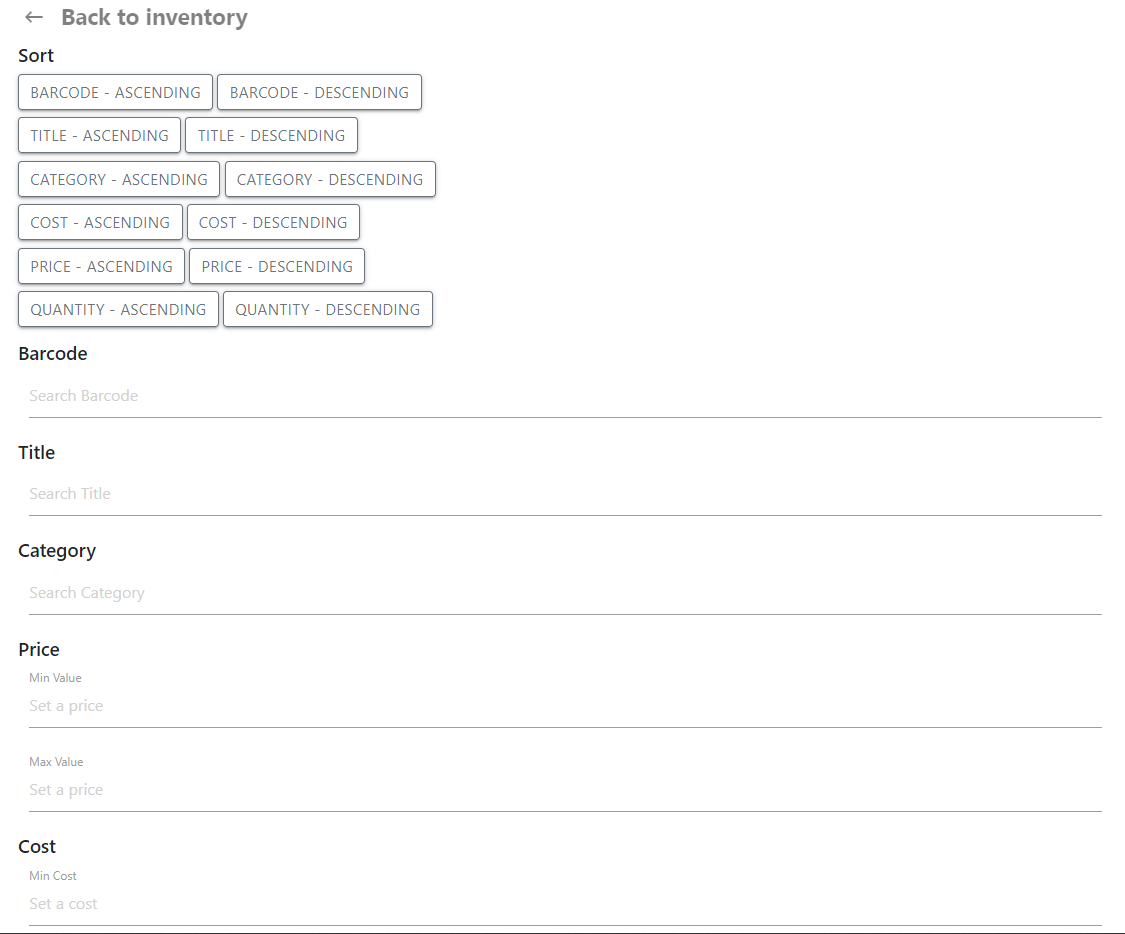 ← Back to inventory
Sort
BARCODE - ASCENDING BARCODE - DESCENDING
TITLE - ASCENDING TITLE - DESCENDING
CATEGORY - ASCENDING CATEGORY - DESCENDING
COST - ASCENDING COST - DESCENDING
PRICE - ASCENDING PRICE - DESCENDING
QUANTITY - ASCENDING QUANTITY - DESCENDING
Barcode
Search Barcode
Title
Search Title
Category
Search Category
Price
Min Value
Set a price
Max Value
Set a price
Cost
Min Cost
Set a cost